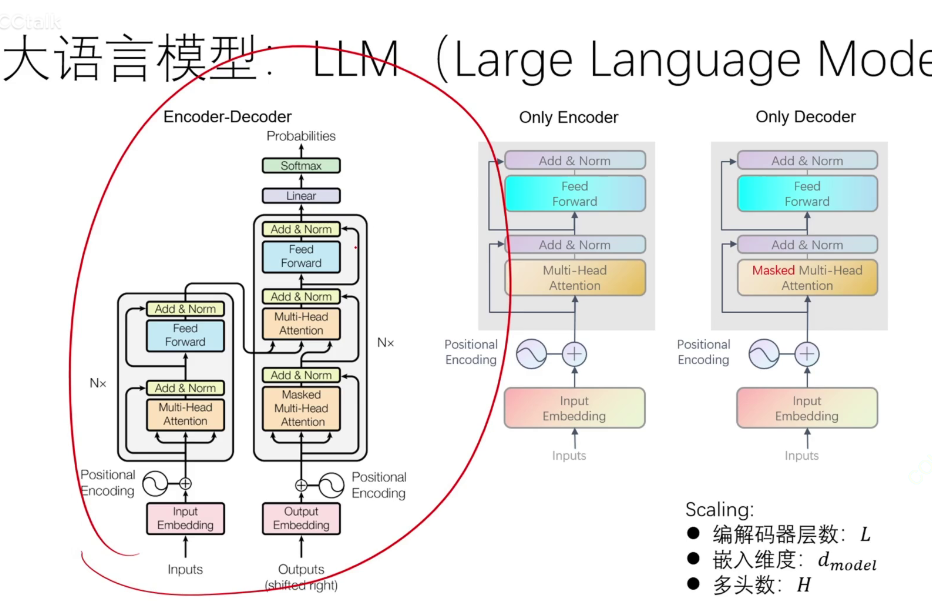 CCtalk
大语言模型：LLM（Large Language Mode
Encoder-Decoder
Probabilities
Softmax
Linear
Add & Norm
Feed
Forward
Add & Norm
Multi-Head
Attention
Add & Norm
Masked
Multi-Head
Attention
N×
Add & Norm
Feed
Forward
Add & Norm
Multi-Head
Attention
N×
Positional
Encoding
Positional
Encoding
Input
Embedding
Output
Embedding
Inputs
Outputs
(shifted right)
Only Encoder
Add & Norm
Feed
Forward
Add & Norm
Multi-Head
Attention
Positional
Encoding
Input
Embedding
Inputs
Only Decoder
Add & Norm
Feed
Forward
Add & Norm
Masked Multi-Head
Attention
Positional
Encoding
Input
Embedding
Inputs
Scaling:
● 编解码器层数：L
● 嵌入维度：d_model
● 多头数：H